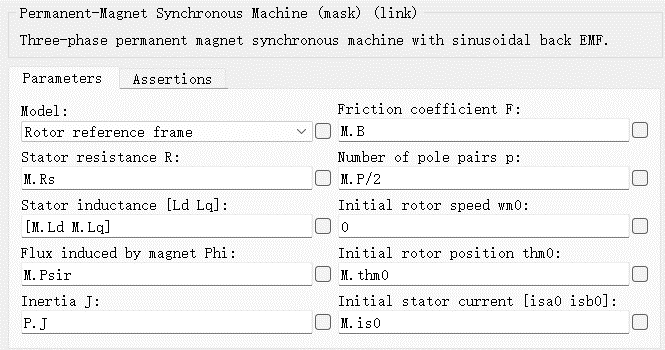 Permanent-Magnet Synchronous Machine (mask) (link)
Three-phase permanent magnet synchronous machine with sinusoidal back EMF.
Parameters
Assertions
Model:
Rotor reference frame
Stator resistance R:
M.Rs
Stator inductance [Ld Lq]:
[M.Ld M.Lq]
Flux induced by magnet Phi:
M.Psir
Inertia J:
P.J
Friction coefficient F:
M.B
Number of pole pairs p:
M.P/2
Initial rotor speed wm0:
0
Initial rotor position thm0:
M.thm0
Initial stator current [isa0 isb0]:
M.is0